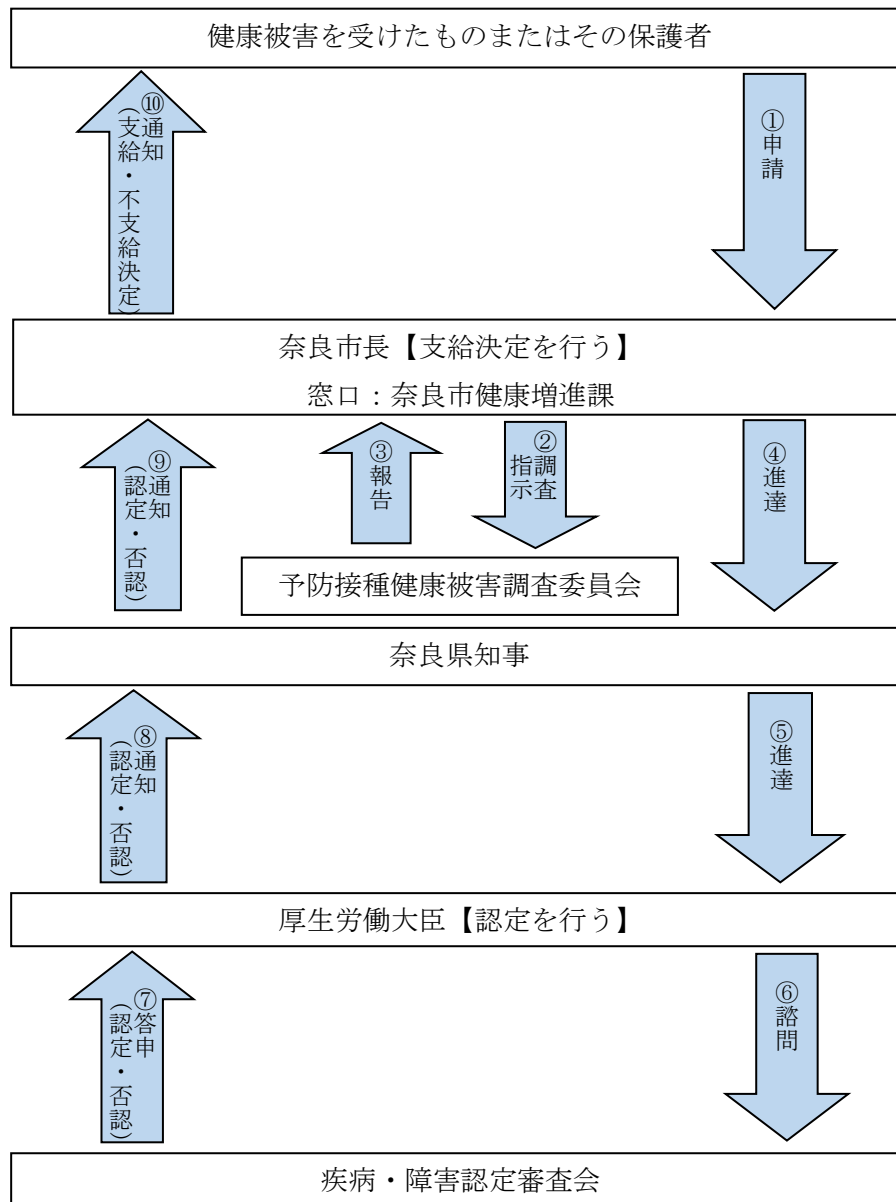 健康被害を受けたものまたはその保護者
⑩通知
（支給・不支給決定）
①申請
奈良市長【支給決定を行う】
窓口：奈良市健康増進課
⑨通知
（認定・否認）
③報告
②調査
指示
④進達
予防接種健康被害調査委員会
奈良県知事
⑧通知
（認定・否認）
⑤進達
厚生労働大臣【認定を行う】
⑦答申
（認定・否認）
⑥諮問
疾病・障害認定審査会